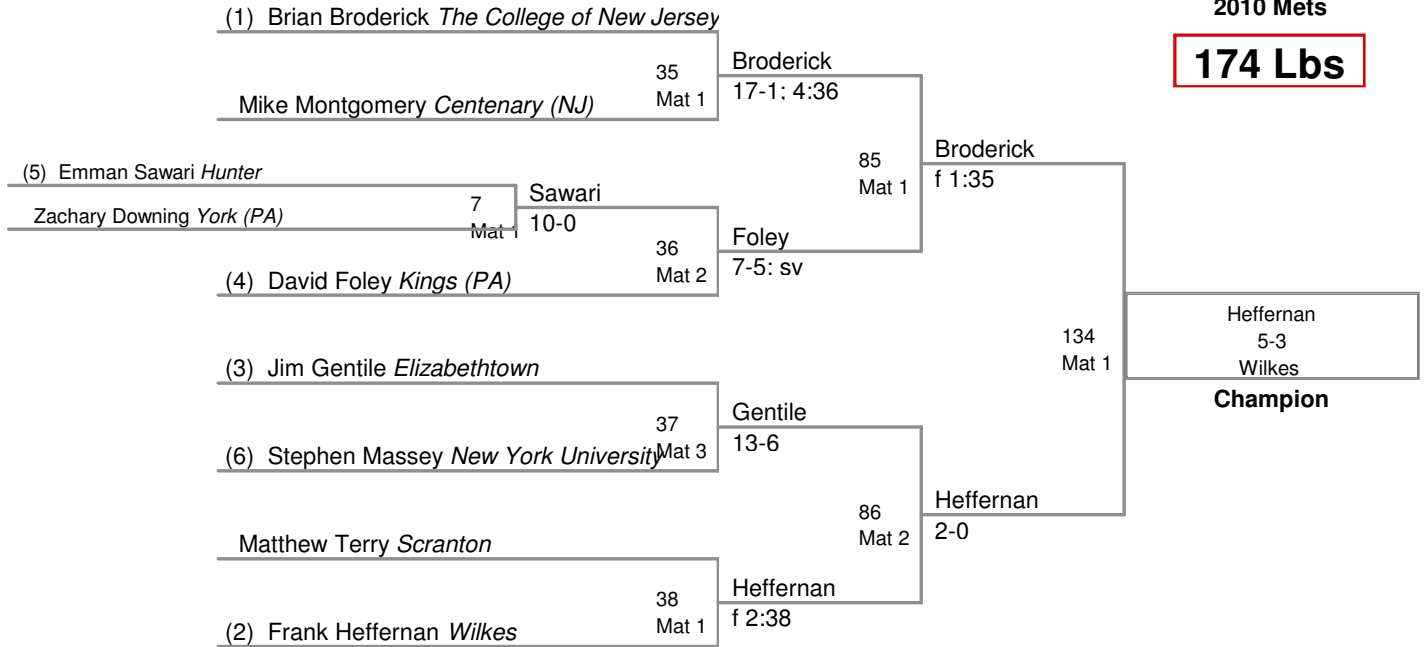 2010 Mets
174 Lbs
(1) Brian Broderick The College of New Jersey
35
Mat 1
Mike Montgomery Centenary (NJ)
Broderick
17-1; 4:36
(5) Emman Sawari Hunter
Zachary Downing York (PA)
7
Mat 1
Sawari
10-0
(4) David Foley Kings (PA)
36
Mat 2
Foley
7-5; sv
85
Mat 1
Broderick
f 1:35
(3) Jim Gentile Elizabethtown
37
Mat 3
(6) Stephen Massey New York University
Gentile
13-6
Matthew Terry Scranton
38
Mat 1
(2) Frank Heffernan Wilkes
Heffernan
f 2:38
86
Mat 2
Heffernan
2-0
134
Mat 1
Heffernan
5-3
Wilkes
Champion